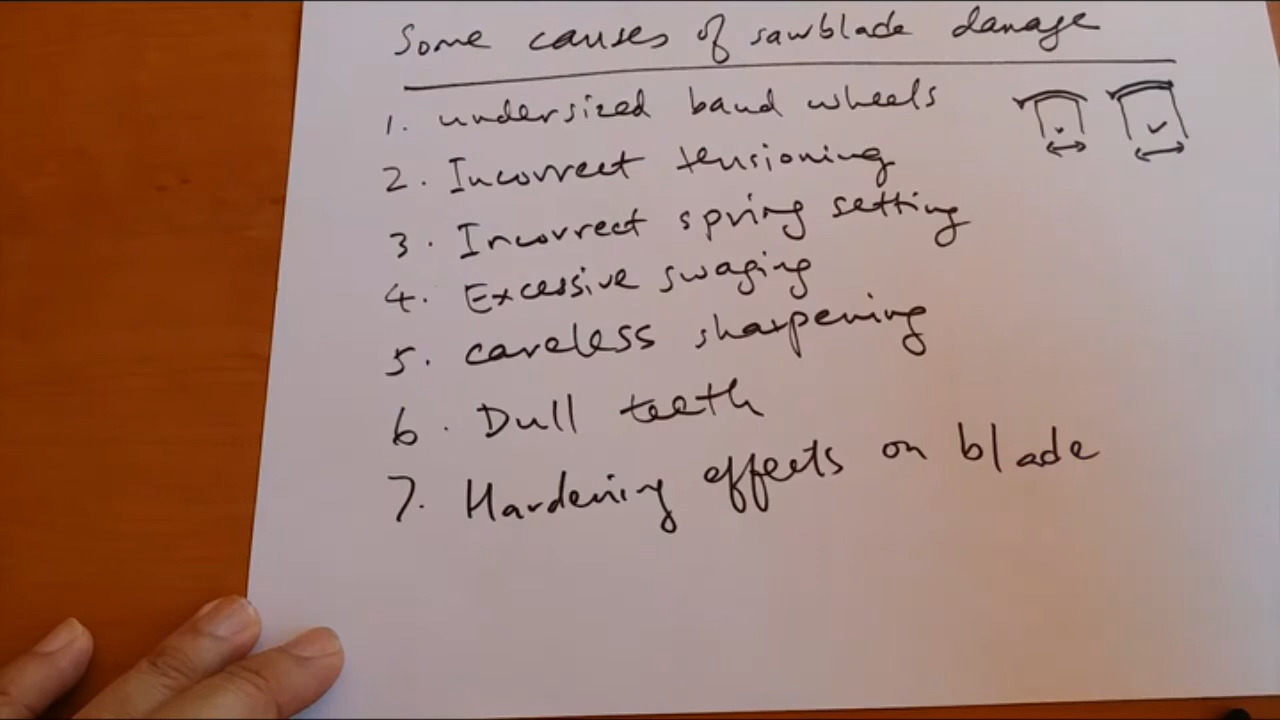 Some causes of sawblade damage
1. undersized band wheels
2. Incorrect tensioning
3. Incorrect spring setting
4. Excessive swaging
5. careless sharpening
6. Dull teeth
7. Hardening effects on blade